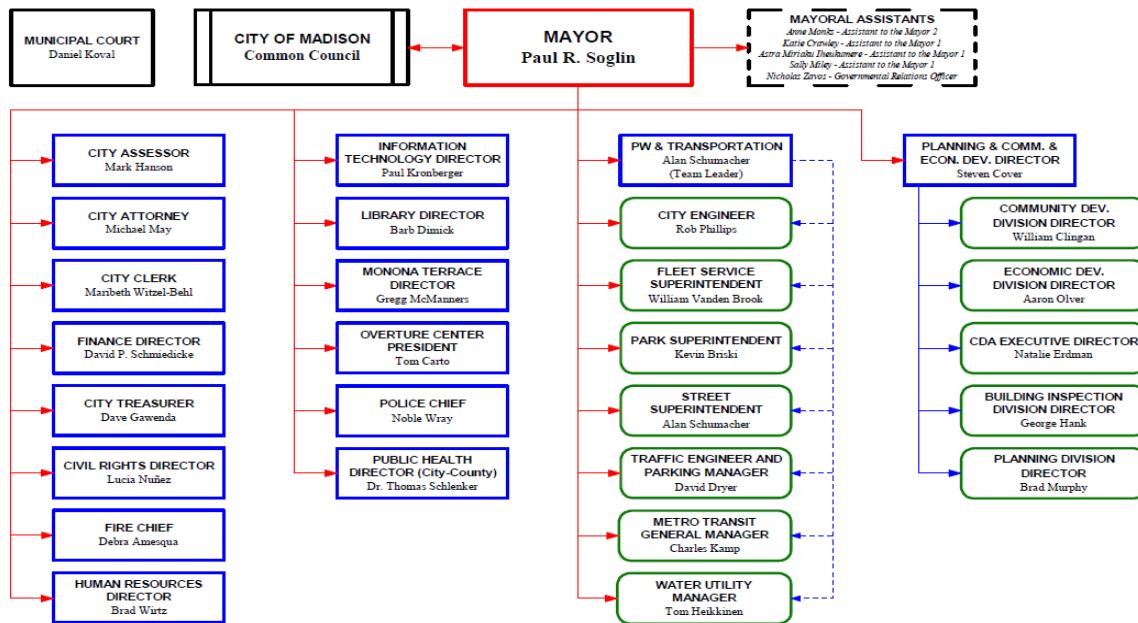 MUNICIPAL COURT
Daniel Koval
CITY OF MADISON
Common Council
MAYOR
Paul R. Soglin
MAYORAL ASSISTANTS
Anne Monks - Assistant to the Mayor 2
Katie Crawley - Assistant to the Mayor 1
Astra Miriaku Iheukumere - Assistant to the Mayor 1
Sally Miley - Assistant to the Mayor 1
Nicholas Zavos - Governmental Relations Officer
CITY ASSESSOR
Mark Hanson
CITY ATTORNEY
Michael May
CITY CLERK
Maribeth Witzel-Behl
FINANCE DIRECTOR
David P. Schmiedicke
CITY TREASURER
Dave Gawenda
CIVIL RIGHTS DIRECTOR
Lucia Nuñez
FIRE CHIEF
Debra Amesqua
HUMAN RESOURCES
DIRECTOR
Brad Wirtz
INFORMATION
TECHNOLOGY DIRECTOR
Paul Kronberger
LIBRARY DIRECTOR
Barb Dimick
MONONA TERRACE
DIRECTOR
Gregg McManners
OVERTURE CENTER
PRESIDENT
Tom Carto
POLICE CHIEF
Noble Wray
PUBLIC HEALTH
DIRECTOR (City-County)
Dr. Thomas Schlenker
PW & TRANSPORTATION
Alan Schumacher
(Team Leader)
CITY ENGINEER
Rob Phillips
FLEET SERVICE
SUPERINTENDENT
William Vanden Brook
PARK SUPERINTENDENT
Kevin Briski
STREET
SUPERINTENDENT
Alan Schumacher
TRAFFIC ENGINEER AND
PARKING MANAGER
David Dryer
METRO TRANSIT
GENERAL MANAGER
Charles Kamp
WATER UTILITY
MANAGER
Tom Heikkinen
PLANNING & COMM. &
ECON. DEV. DIRECTOR
Steven Cover
COMMUNITY DEV.
DIVISION DIRECTOR
William Clingan
ECONOMIC DEV.
DIVISION DIRECTOR
Aaron Olver
CDA EXECUTIVE DIRECTOR
Natalie Erdman
BUILDING INSPECTION
DIVISION DIRECTOR
George Hank
PLANNING DIVISION
DIRECTOR
Brad Murphy